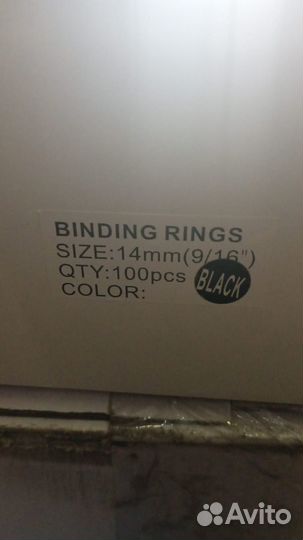 BINDING RINGS
SIZE:14mm(9/16")
QTY:100pcs
COLOR:
BLACK
Avito